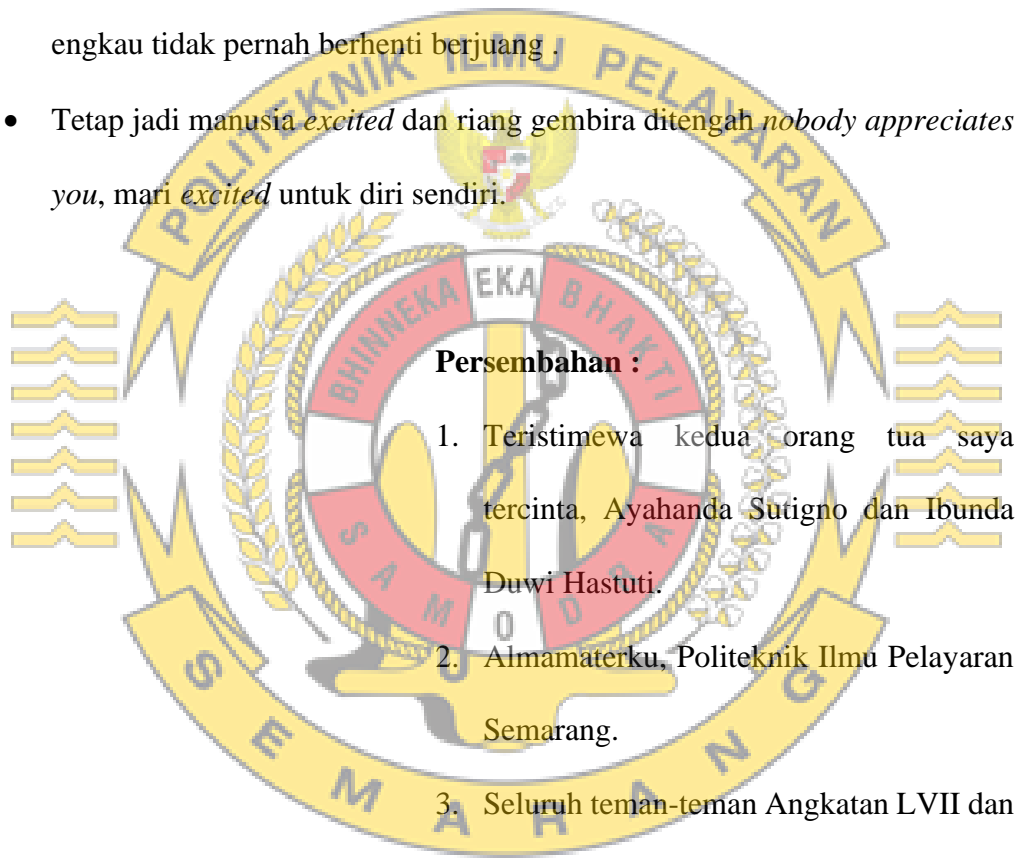 engkau tidak pernah berhenti berjuang .
• Tetap jadi manusia excited dan riang gembira ditengah nobody appreciates
you, mari excited untuk diri sendiri.
Persembahan :
1. Teristimewa kedua orang tua saya
tercinta, Ayahanda Sutigno dan Ibunda
Duwi Hastuti.
2. Almamaterku, Politeknik Ilmu Pelayaran
Semarang.
3. Seluruh teman-teman Angkatan LVII dan
POLITEKNIK ILMU PELAYARAN
BHINNEKA EKA BHAKTI
SAMODRA
SEMARANG